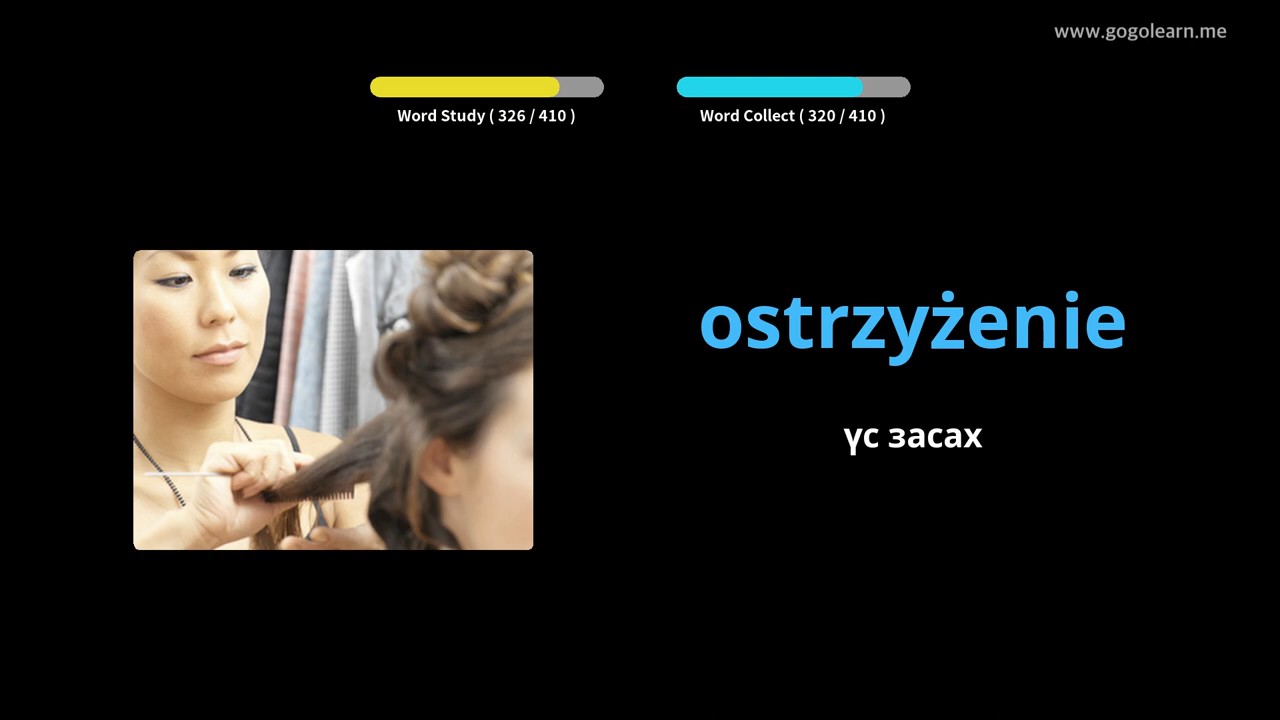 www.gogolearn.me
Word Study ( 326 / 410 )
Word Collect ( 320 / 410 )
ostrzyżenie
үс засах